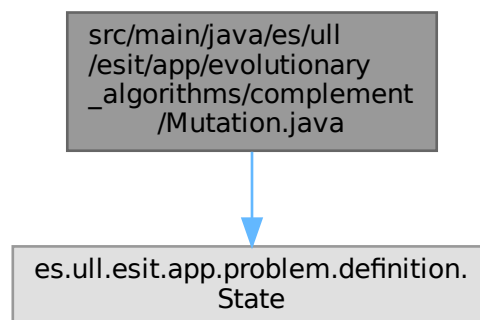 src/main/java/es/ull
/esit/app/evolutionary
_algorithms/complement
/Mutation.java
es.ull.esit.app.problem.definition.
State